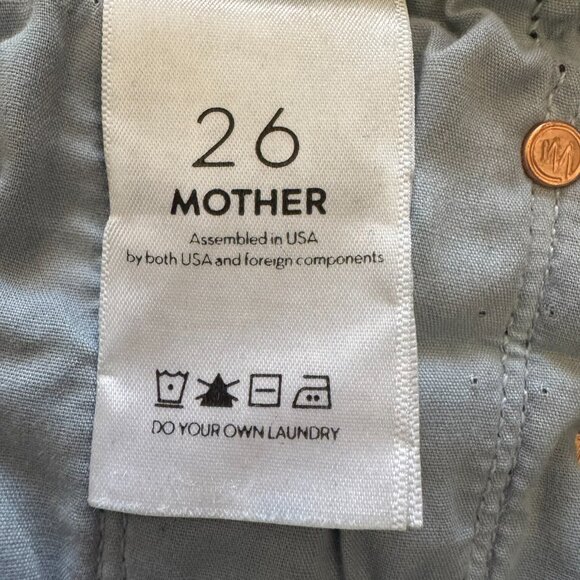 26
MOTHER
Assembled in USA
by both USA and foreign components
DO YOUR OWN LAUNDRY